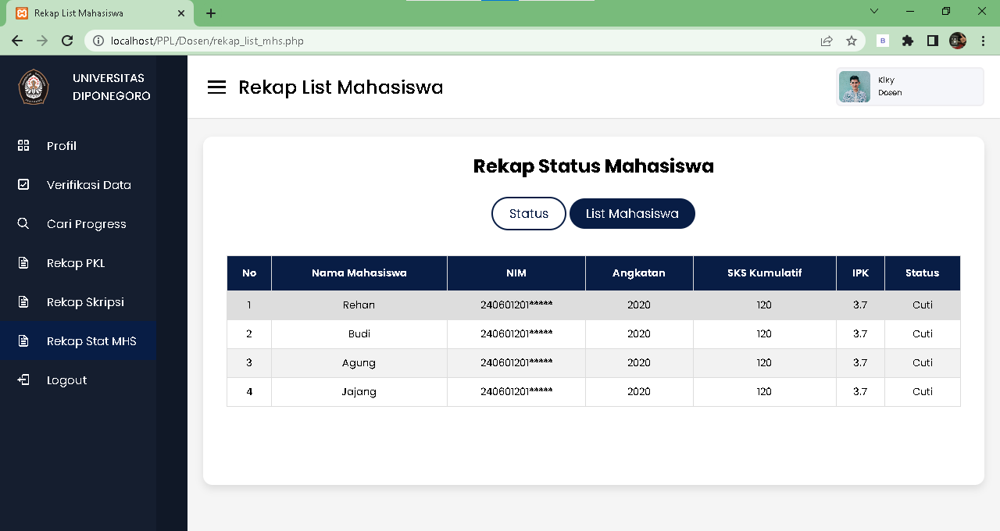 Rekap List Mahasiswa
localhost/PPL/Dosen/rekap_list_mhs.php
B
UNIVERSITAS
DIPONEGORO
Rekap List Mahasiswa
Kiky
Dosen
Profil
Verifikasi Data
Cari Progress
Rekap PKL
Rekap Skripsi
Rekap Stat MHS
Logout
Rekap Status Mahasiswa
Status List Mahasiswa
No Nama Mahasiswa NIM Angkatan SKS Kumulatif IPK Status
1 Rehan 240601201***** 2020 120 3.7 Cuti
2 Budi 240601201***** 2020 120 3.7 Cuti
3 Agung 240601201***** 2020 120 3.7 Cuti
4 Jajang 240601201***** 2020 120 3.7 Cuti